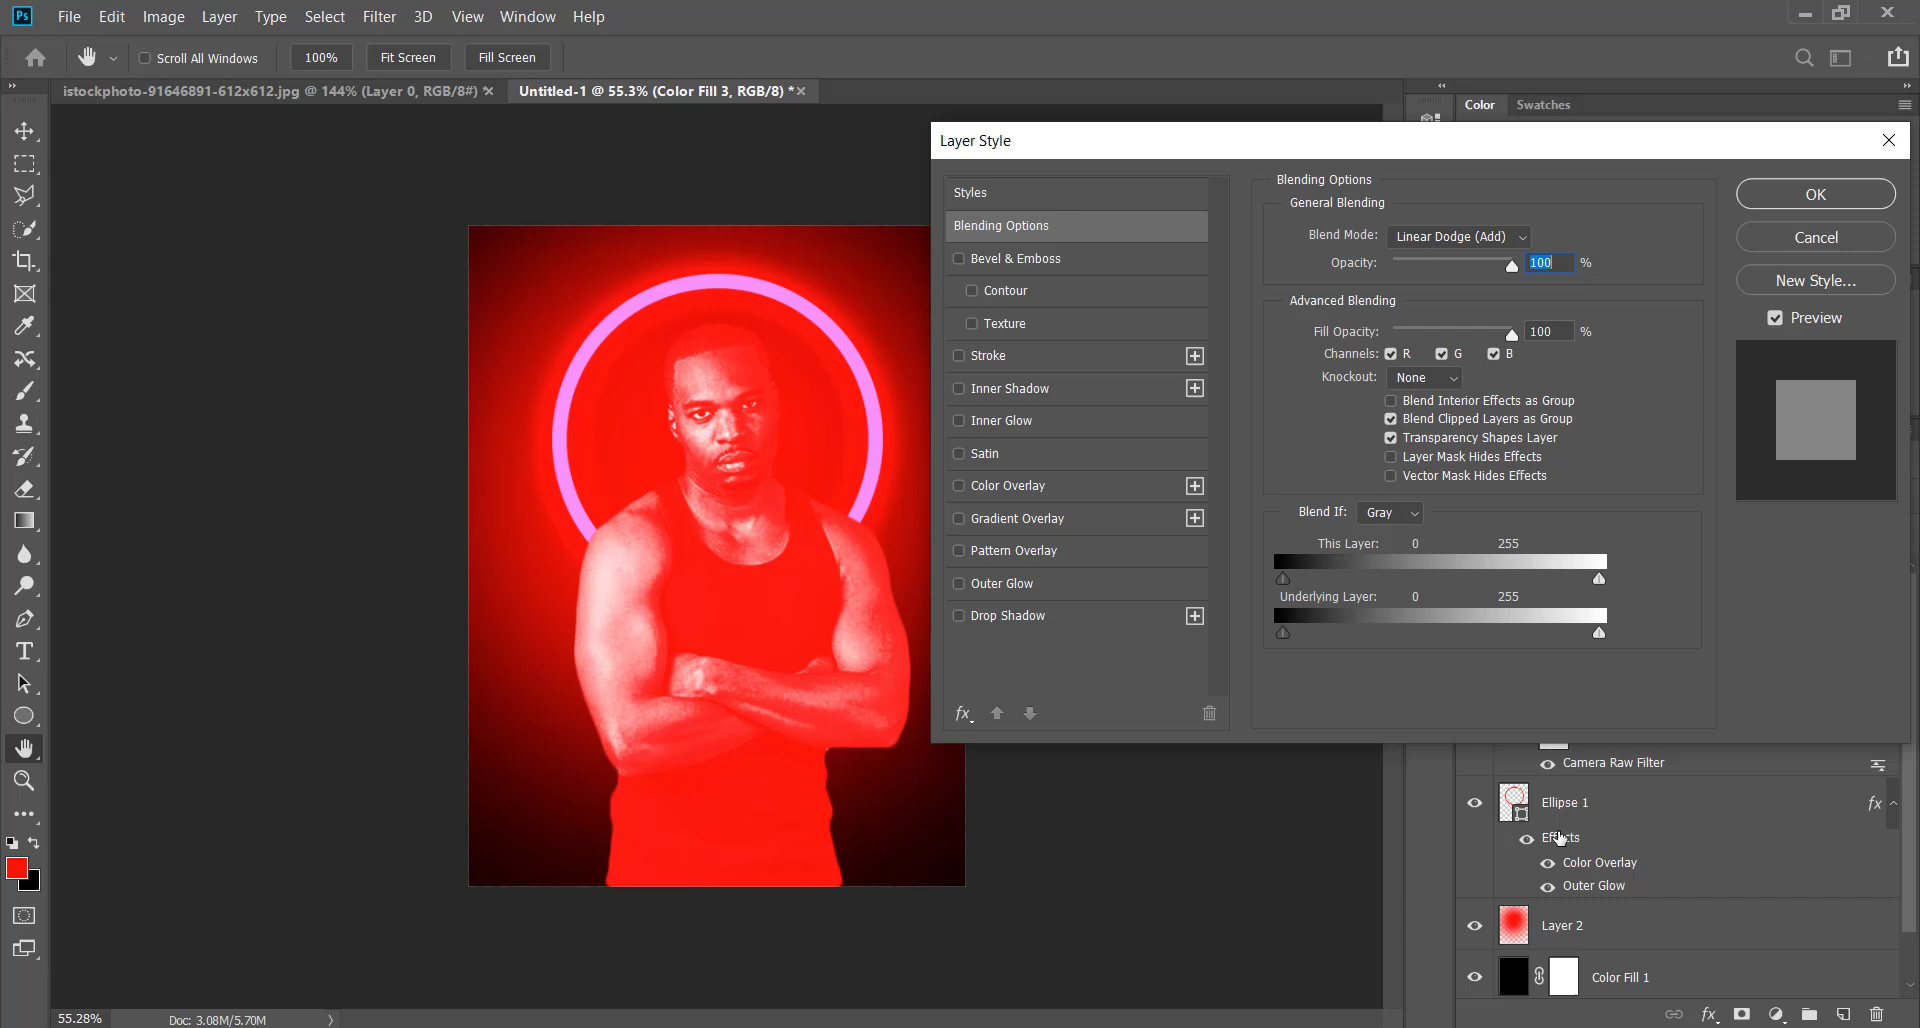 Ps File Edit Image Layer Type Select Filter 3D View Window Help
Scroll All Windows 100% Fit Screen Fill Screen
istockphoto-91646891-612x612.jpg @ 144% (Layer 0, RGB/8#) * Untitled-1 @ 55.3% (Color Fill 3, RGB/8) *
Color Swatches
Layer Style
Styles
Blending Options
Bevel & Emboss
Contour
Texture
Stroke
Inner Shadow
Inner Glow
Satin
Color Overlay
Gradient Overlay
Pattern Overlay
Outer Glow
Drop Shadow
fx
Blending Options
General Blending
Blend Mode: Linear Dodge (Add)
Opacity: 100 %
Advanced Blending
Fill Opacity: 100 %
Channels: R G B
Knockout: None
Blend Interior Effects as Group
Blend Clipped Layers as Group
Transparency Shapes Layer
Layer Mask Hides Effects
Vector Mask Hides Effects
Blend If: Gray
This Layer: 0 255
Underlying Layer: 0 255
OK
Cancel
New Style...
Preview
Camera Raw Filter
Ellipse 1 fx
Effects
Color Overlay
Outer Glow
Layer 2
Color Fill 1
fx
55.28% Doc: 3.08M/5.70M